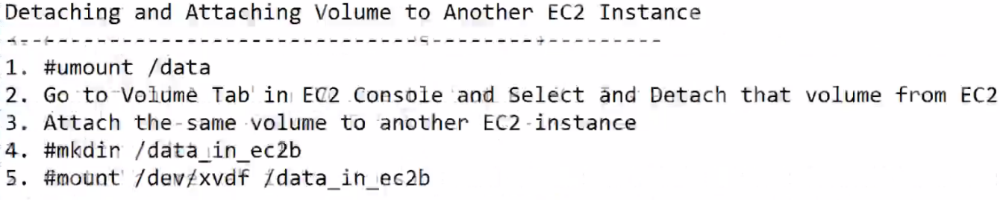 Detaching and Attaching Volume to Another EC2 Instance
1. #umount /data
2. Go to Volume Tab in EC2 Console and Select and Detach that volume from EC2
3. Attach the same volume to another EC2 instance
4. #mkdir /data_in_ec2b
5. #mount /dev/xvdf /data_in_ec2b